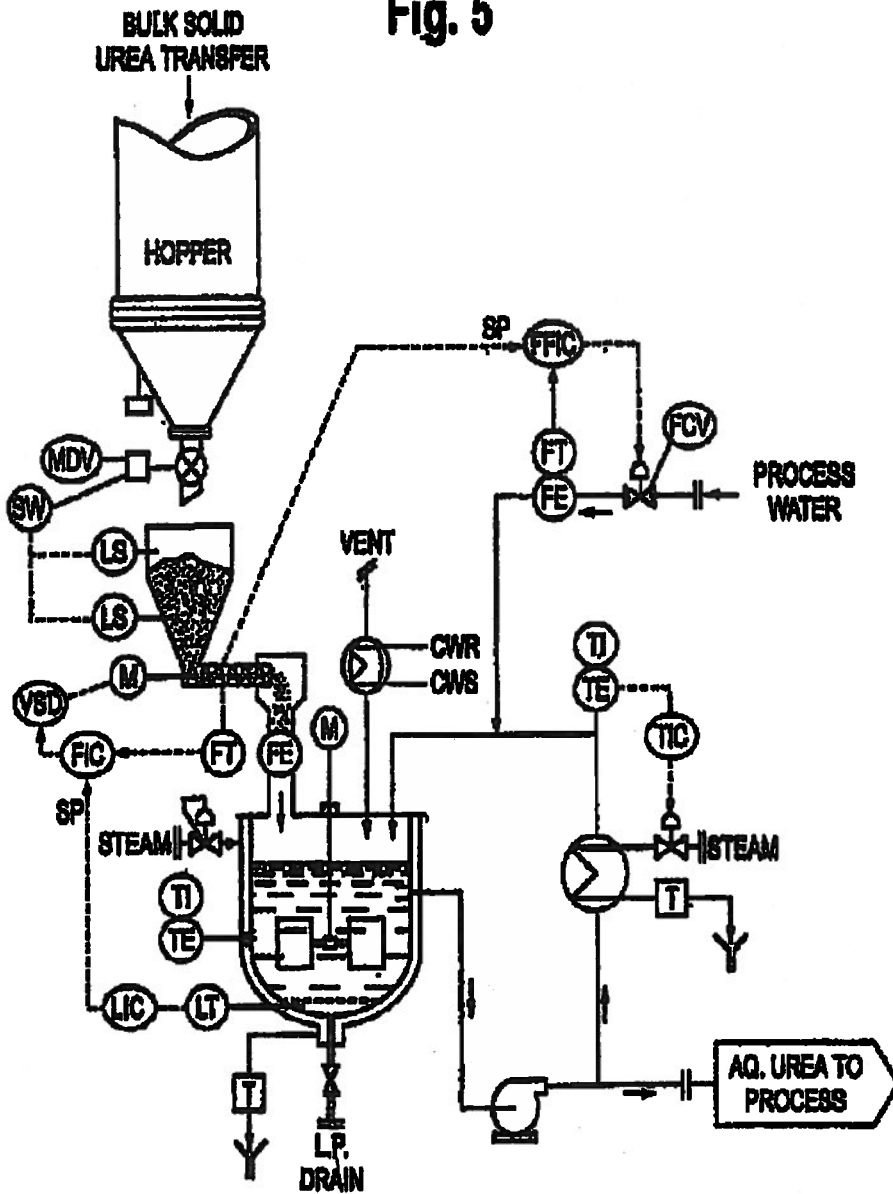 Fig. 5
BULK SOLID
UREA TRANSFER
HOPPER
SP
FFIC
MDV
FCV
FT
SW
FE
PROCESS
WATER
LS
VENT
LS
CWR
CWS
TI
M
TE
VSD
M
TIC
FIC
FT
FE
SP
STEAM
STEAM
TI
T
TE
LIC
LT
AQ. UREA TO
PROCESS
T
L.P.
DRAIN